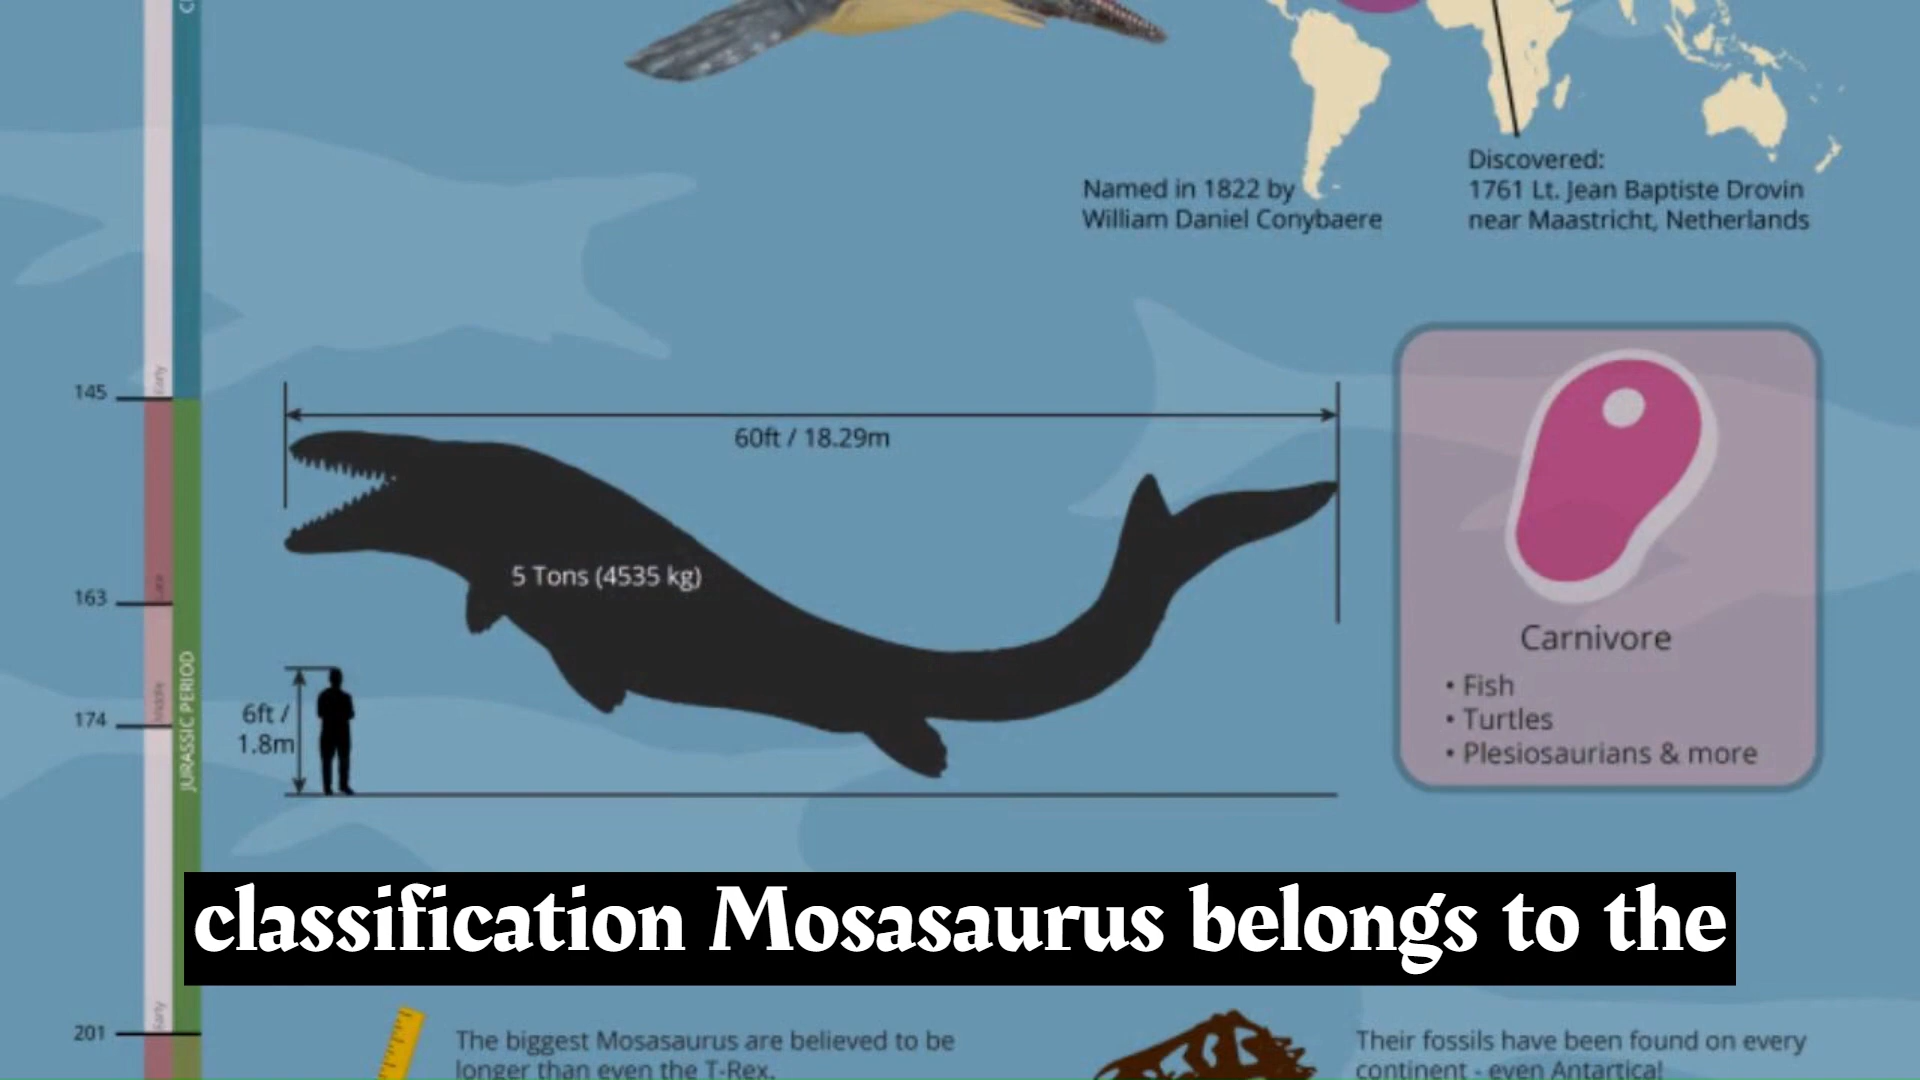 Named in 1822 by
William Daniel Conybaere
Discovered:
1761 Lt. Jean Baptiste Drovin
near Maastricht, Netherlands
Early
145
60ft / 18.29m
5 Tons (4535 kg)
163
Middle
174
JURASSIC PERIOD
6ft /
1.8m
Carnivore
• Fish
• Turtles
• Plesiosaurians & more
classification Mosasaurus belongs to the
Early
201
The biggest Mosasaurus are believed to be
longer than even the T-Rex.
Their fossils have been found on every
continent - even Antartica!